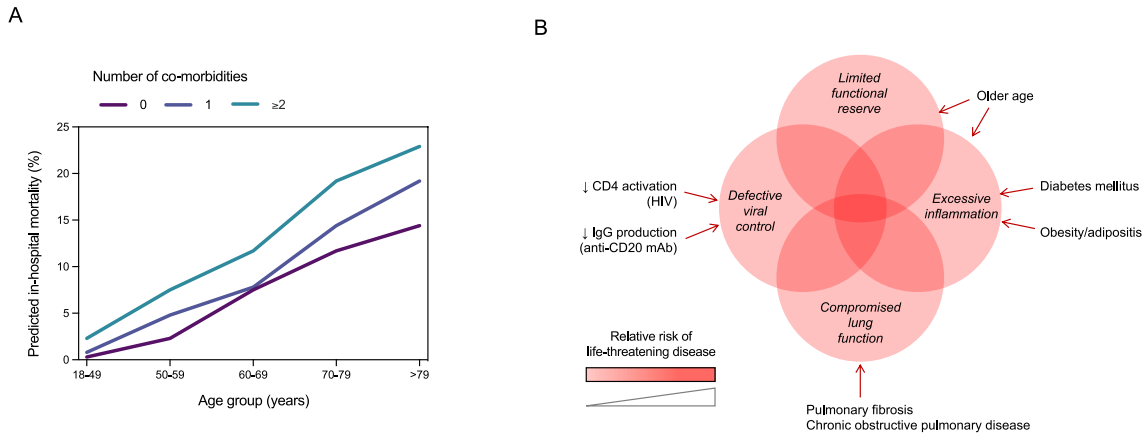 A
Number of co-morbidities
0
1
≥2
Predicted in-hospital mortality (%)
25
20
15
10
5
0
18-49
50-59
60-69
70-79
>79
Age group (years)
B
Limited
functional
reserve
Older age
↓ CD4 activation
(HIV)
↓ IgG production
(anti-CD20 mAb)
Defective
viral
control
Excessive
inflammation
Diabetes mellitus
Obesity/adipositis
Compromised
lung
function
Relative risk of
life-threatening disease
Pulmonary fibrosis
Chronic obstructive pulmonary disease